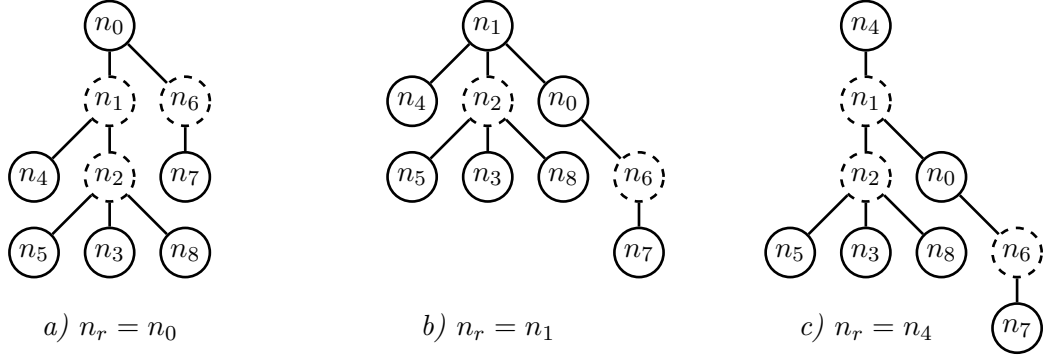 n₀ n₁ n₄
n₁ n₆ n₄ n₂ n₀ n₁
n₄ n₂ n₇ n₅ n₃ n₈ n₆ n₂ n₀
n₅ n₃ n₈ n₇ n₅ n₃ n₈ n₆
a) nᵣ = n₀ b) nᵣ = n₁ c) nᵣ = n₄ n₇